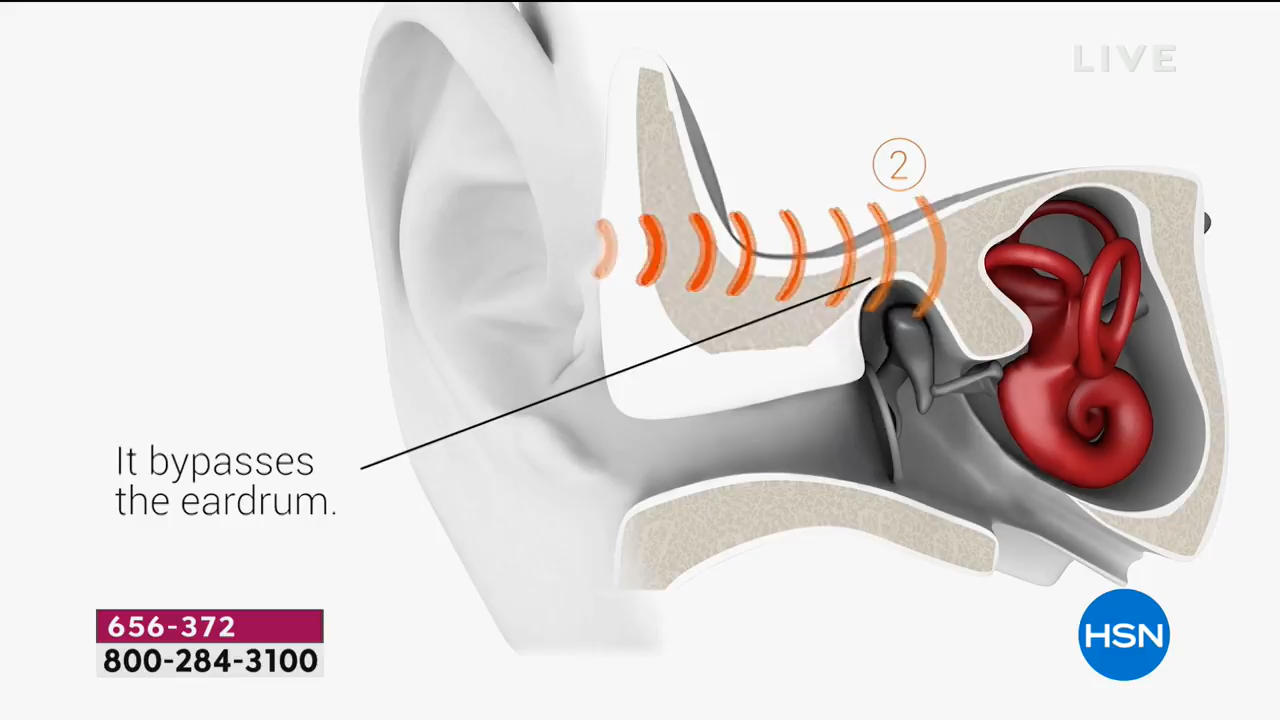 LIVE
2
It bypasses
the eardrum.
656-372
800-284-3100
HSN